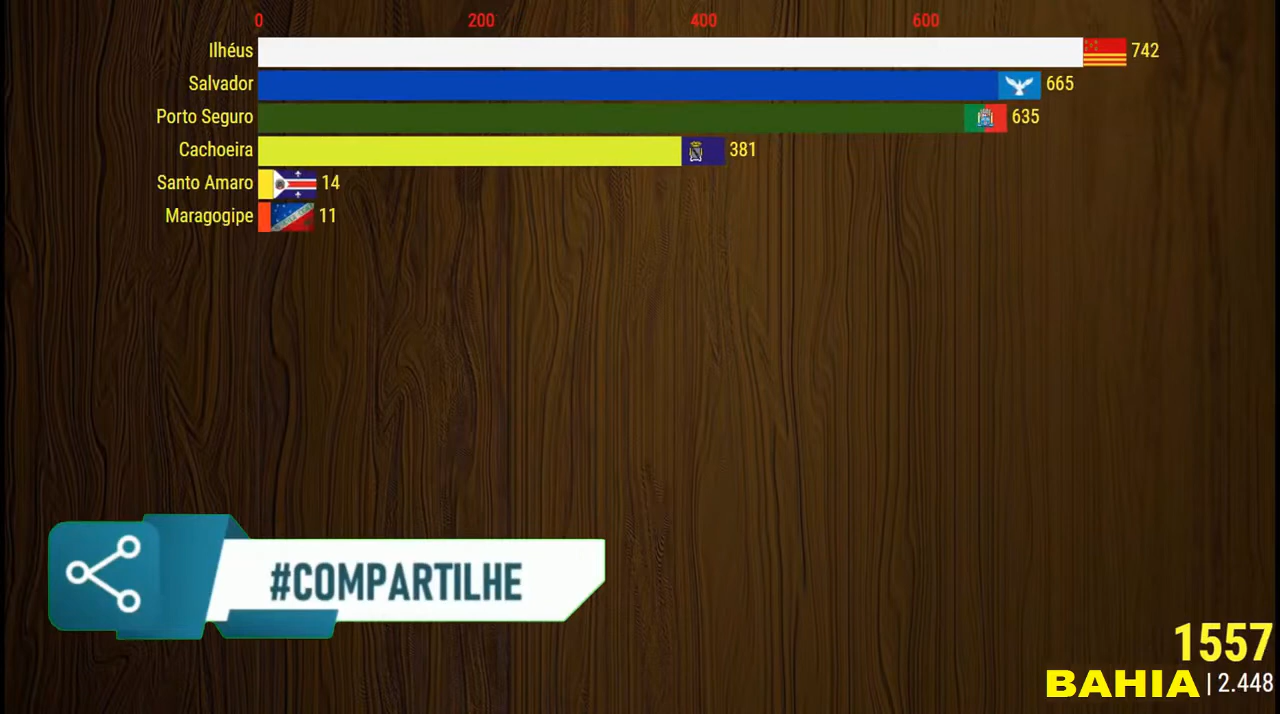 0 200 400 600
Ilhéus 742
Salvador 665
Porto Seguro 635
Cachoeira 381
Santo Amaro 14
Maragogipe 11
#COMPARTILHE
1557
BAHIA | 2.448